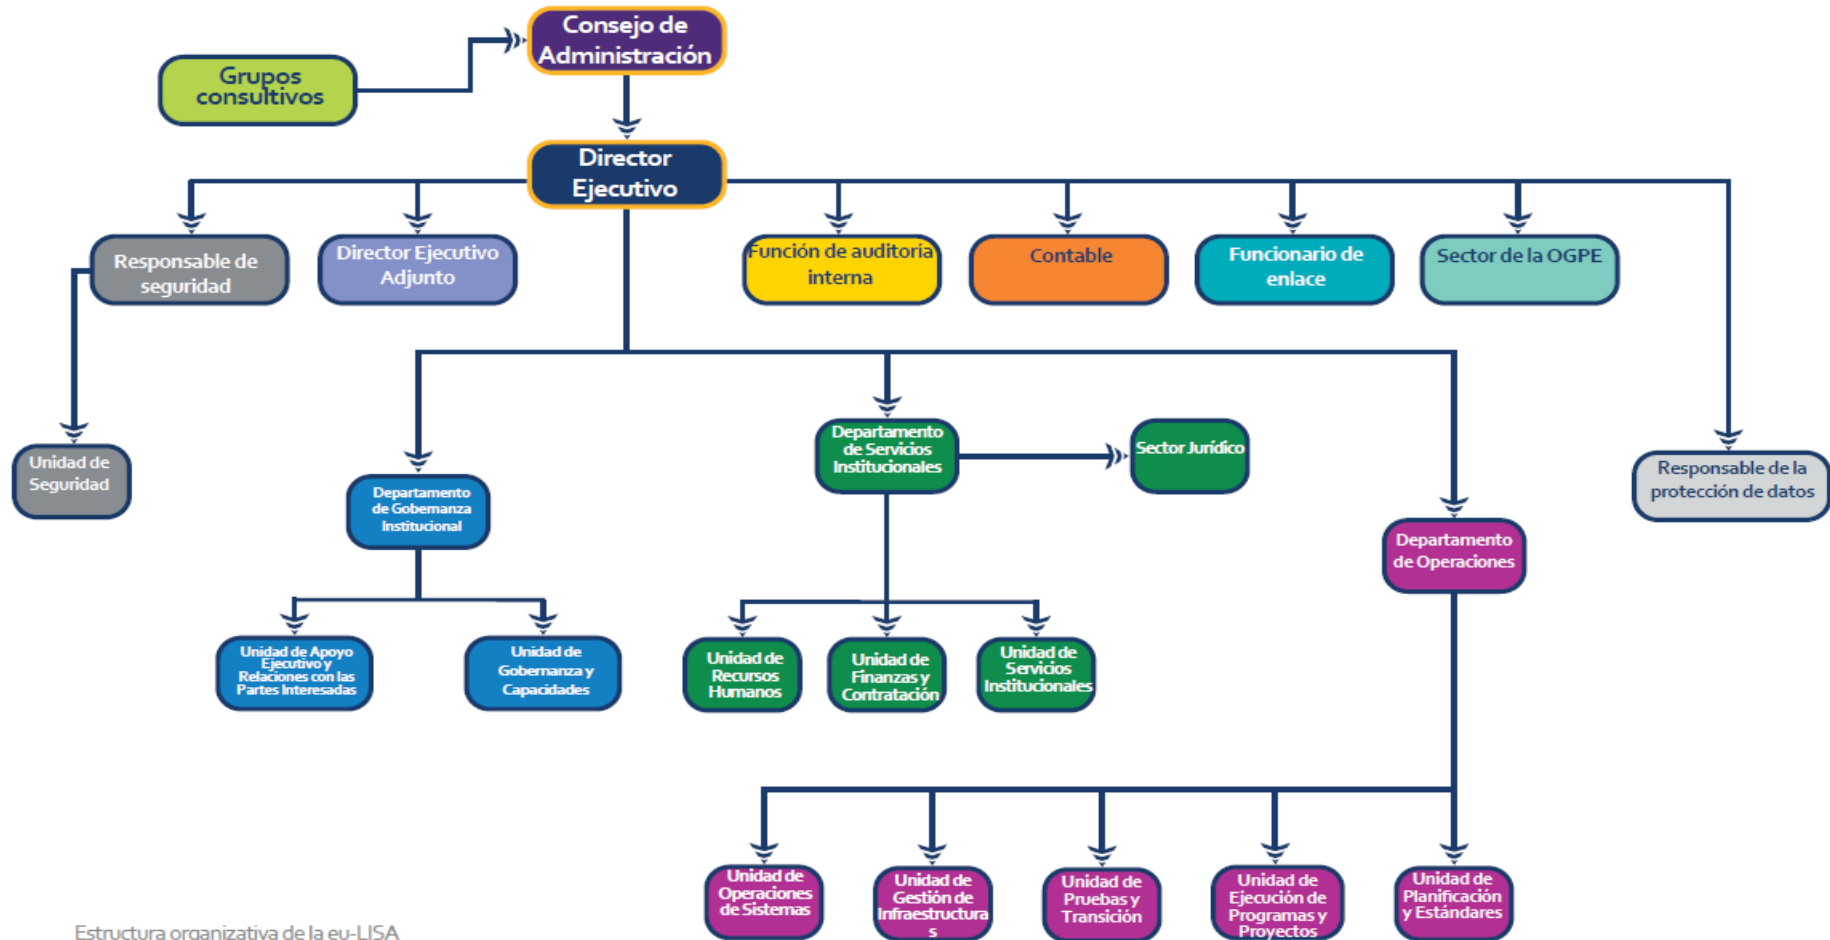 Consejo de
Administración
Grupos
consultivos
Director
Ejecutivo
Responsable de
seguridad
Director Ejecutivo
Adjunto
Función de auditoría
interna
Contable
Funcionario de
enlace
Sector de la OGPE
Unidad de
Seguridad
Departamento
de Gobernanza
Institucional
Departamento
de Servicios
Institucionales
Sector Jurídico
Departamento
de Operaciones
Responsable de la
protección de datos
Unidad de Apoyo
Ejecutivo y
Relaciones con las
Partes Interesadas
Unidad de
Gobernanza y
Capacidades
Unidad de
Recursos
Humanos
Unidad de
Finanzas y
Contratación
Unidad de
Servicios
Institucionales
Unidad de
Operaciones
de Sistemas
Unidad de
Gestión de
Infraestructura
s
Unidad de
Pruebas y
Transición
Unidad de
Ejecución de
Programas y
Proyectos
Unidad de
Planificación
y Estándares
Estructura organizativa de la eu-LISA